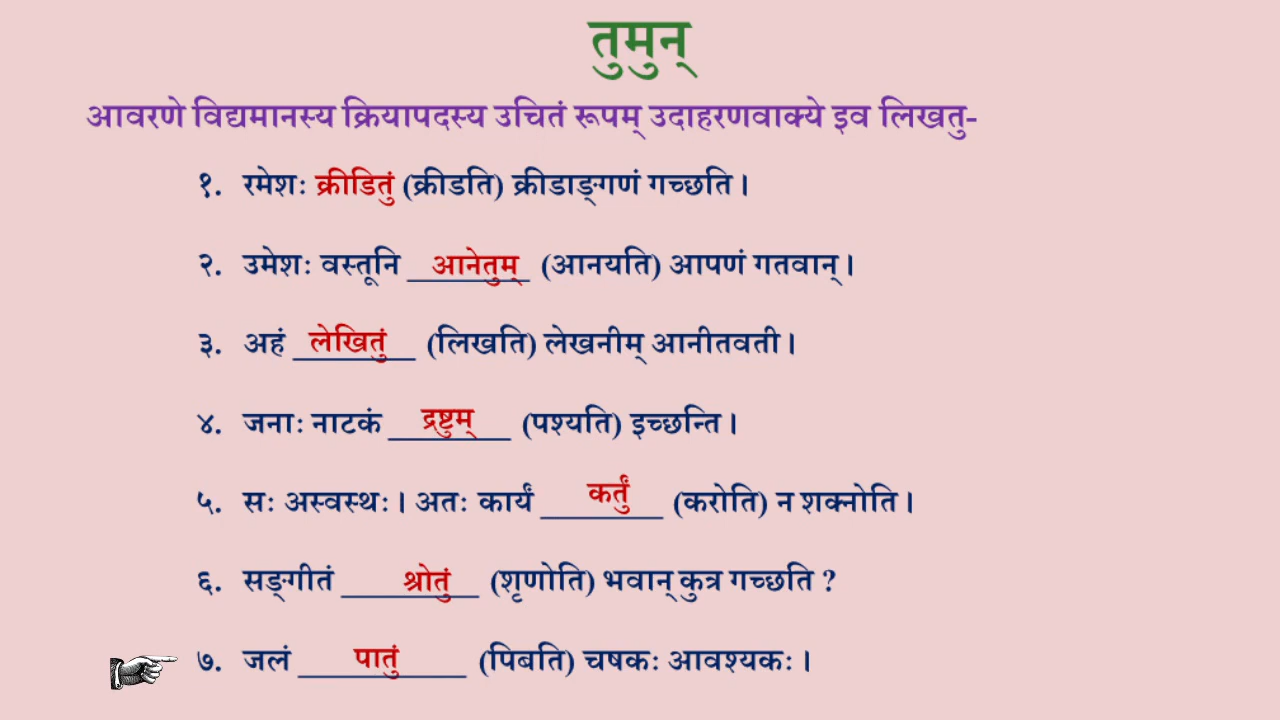 तुमुन्
आवरणे विद्यमानस्य क्रियापदस्य उचितं रूपम् उदाहरणवाक्ये इव लिखतु-
१. रमेशः क्रीडितुं (क्रीडति) क्रीडाङ्गणं गच्छति।
२. उमेशः वस्तूनि आनेतुम् (आनयति) आपणं गतवान्।
३. अहं लेखितुं (लिखति) लेखनीम् आनीतवती।
४. जनाः नाटकं द्रष्टुम् (पश्यति) इच्छन्ति।
५. सः अस्वस्थः। अतः कार्यं कर्तुं (करोति) न शक्नोति।
६. सङ्गीतं श्रोतुं (शृणोति) भवान् कुत्र गच्छति ?
७. जलं पातुं (पिबति) चषकः आवश्यकः।